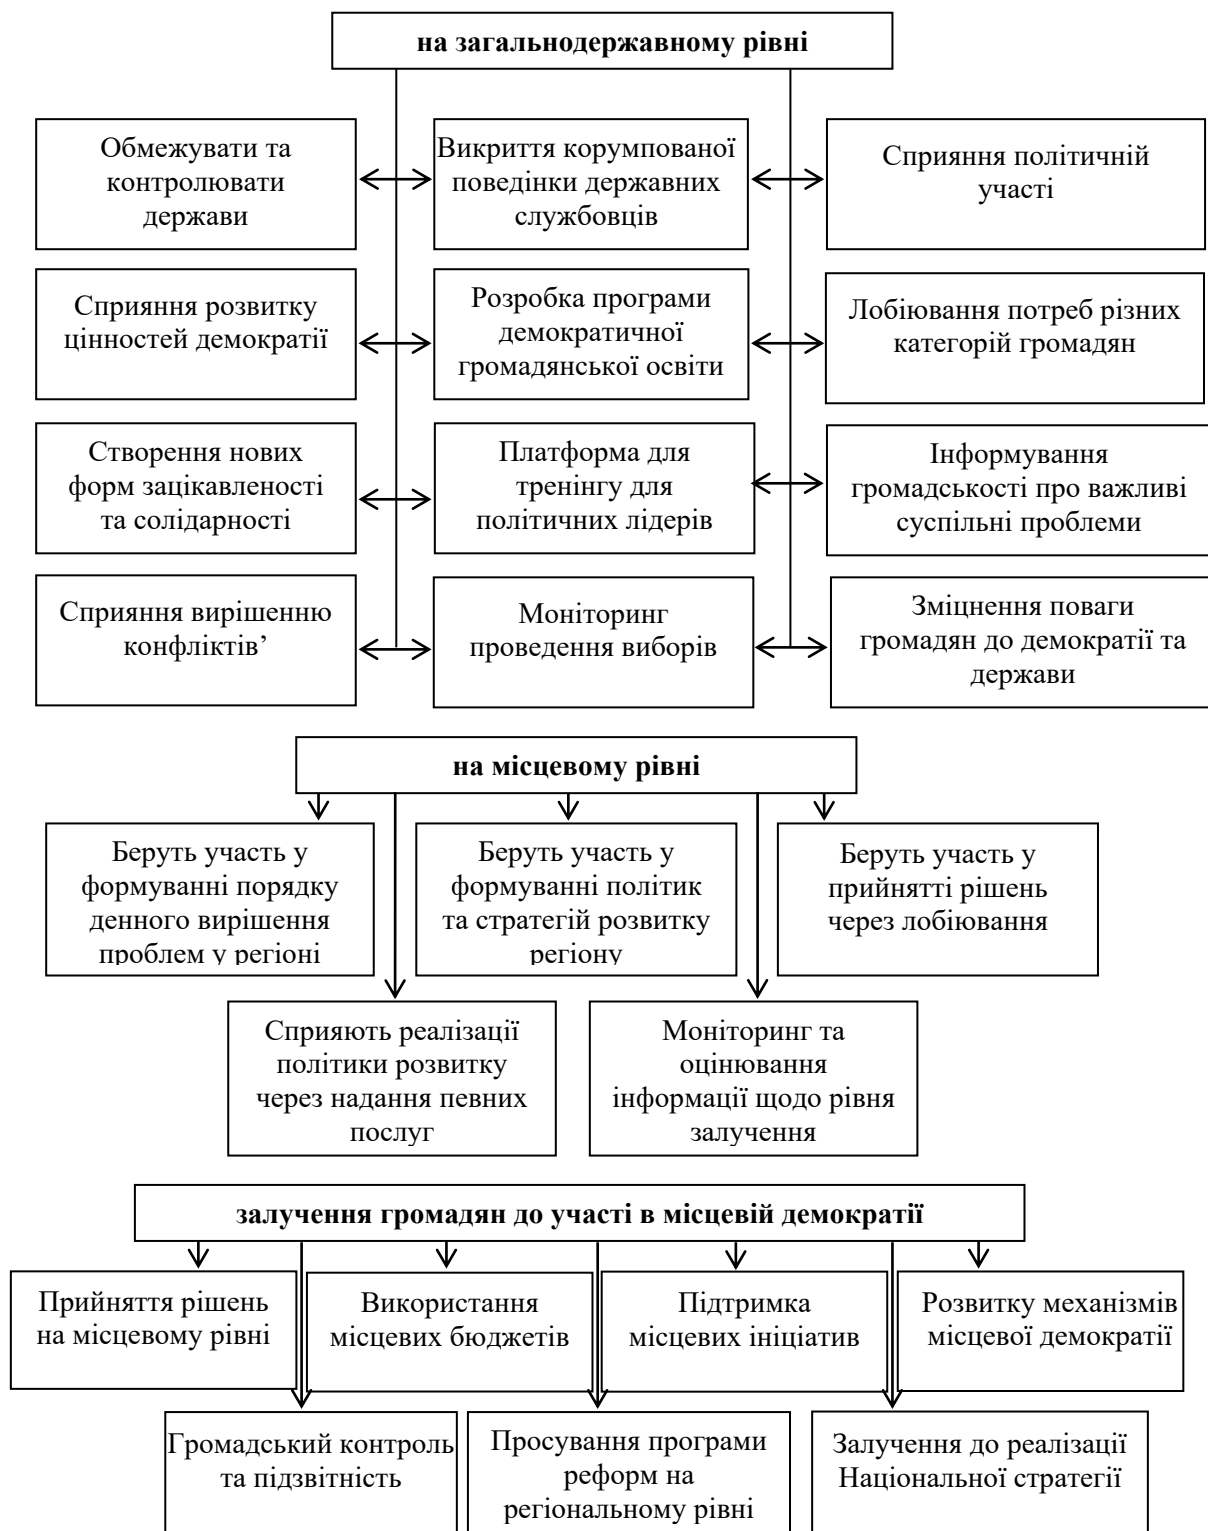 на загальнодержавному рівні
Обмежувати та
контролювати
держави
Викриття корумпованої
поведінки державних
службовців
Сприяння політичній
участі
Сприяння розвитку
цінностей демократії
Розробка програми
демократичної
громадянської освіти
Лобіювання потреб різних
категорій громадян
Створення нових
форм зацікавленості
та солідарності
Платформа для
тренінгу для
політичних лідерів
Інформування
громадськості про важливі
суспільні проблеми
Сприяння вирішенню
конфліктів’
Моніторинг
проведення виборів
Зміцнення поваги
громадян до демократії та
держави
на місцевому рівні
Беруть участь у
формуванні порядку
денного вирішення
проблем у регіоні
Беруть участь у
формуванні політик
та стратегій розвитку
регіону
Беруть участь у
прийнятті рішень
через лобіювання
Сприяють реалізації
політики розвитку
через надання певних
послуг
Моніторинг та
оцінювання
інформації щодо рівня
залучення
залучення громадян до участі в місцевій демократії
Прийняття рішень
на місцевому рівні
Використання
місцевих бюджетів
Підтримка
місцевих ініціатив
Розвитку механізмів
місцевої демократії
Громадський контроль
та підзвітність
Просування програми
реформ на
регіональному рівні
Залучення до реалізації
Національної стратегії